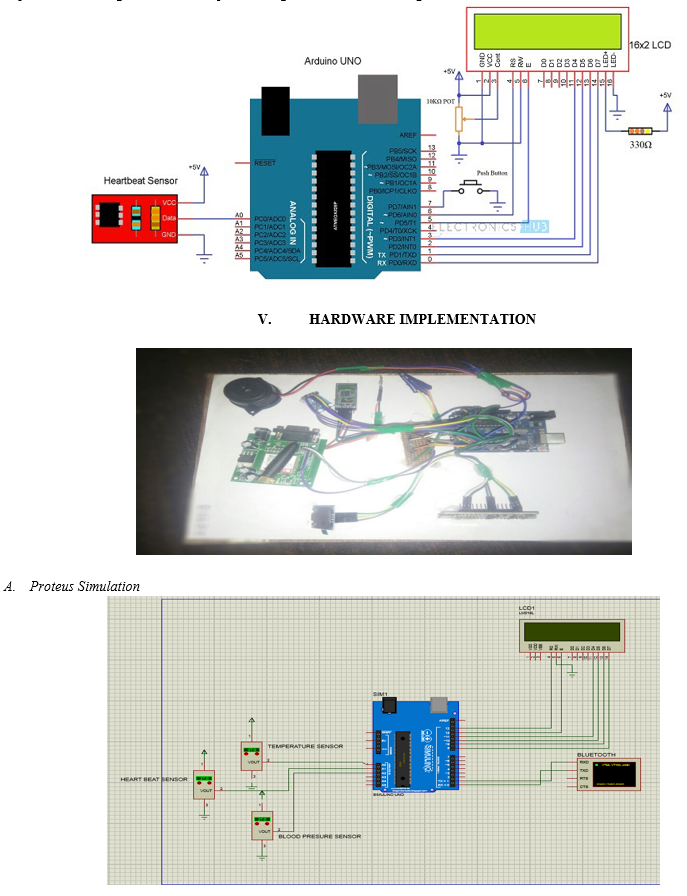 16x2 LCD
Arduino UNO
GND
VCC
Cont
RS
RW
E
D0
D1
D2
D3
D4
D5
D6
D7
LED+
LED-
1
2
3
4
5
6
7
8
9
10
11
12
13
14
15
16
+5V
10KΩ POT
+5V
330Ω
AREF
RESET
PB5/SCK 13
PB4/MISO 12
~PB3/MOSI/OC2A 11
~PB2/SS/OC1B 10
~PB1/OC1A 9
PB0/ICP1/CLKO 8
PD7/AIN1 7
~PD6/AIN0 6
~PD5/T1 5
PD4/T0/XCK 4
~PD3/INT1 3
PD2/INT0 2
TX PD1/TXD 1
RX PD0/RXD 0
DIGITAL (~PWM)
ANALOG IN
Push Button
ELECTRONICS HUB
Heartbeat Sensor
+5V
VCC
Data
GND
A0 PC0/ADC0
A1 PC1/ADC1
A2 PC2/ADC2
A3 PC3/ADC3
A4 PC4/ADC4/SDA
A5 PC5/ADC5/SCL
V. HARDWARE IMPLEMENTATION
A. Proteus Simulation
LCD1
SIM1
AREF
SIMULINO
SIMULINO UNO
TEMPERATURE SENSOR
VOUT
HEART BEAT SENSOR
VOUT
BLOOD PRESURE SENSOR
VOUT
BLUETOOTH
RXD
TXD
RTS
CTS